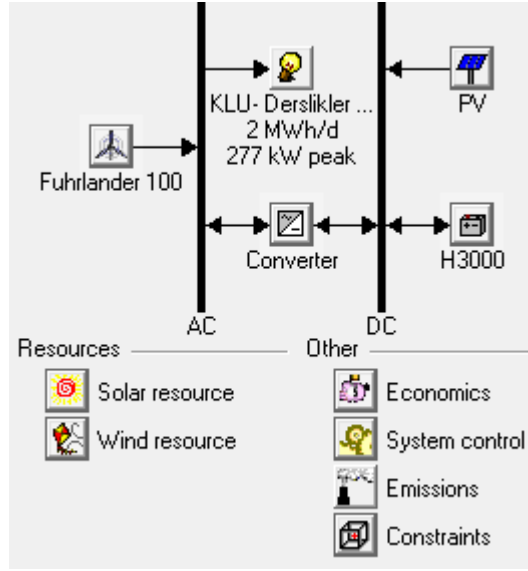 KLU- Derslikler ...
2 MWh/d
277 kW peak
PV
Fuhrlander 100
Converter
H3000
AC
DC
Resources
Other
Solar resource
Economics
Wind resource
System control
Emissions
Constraints